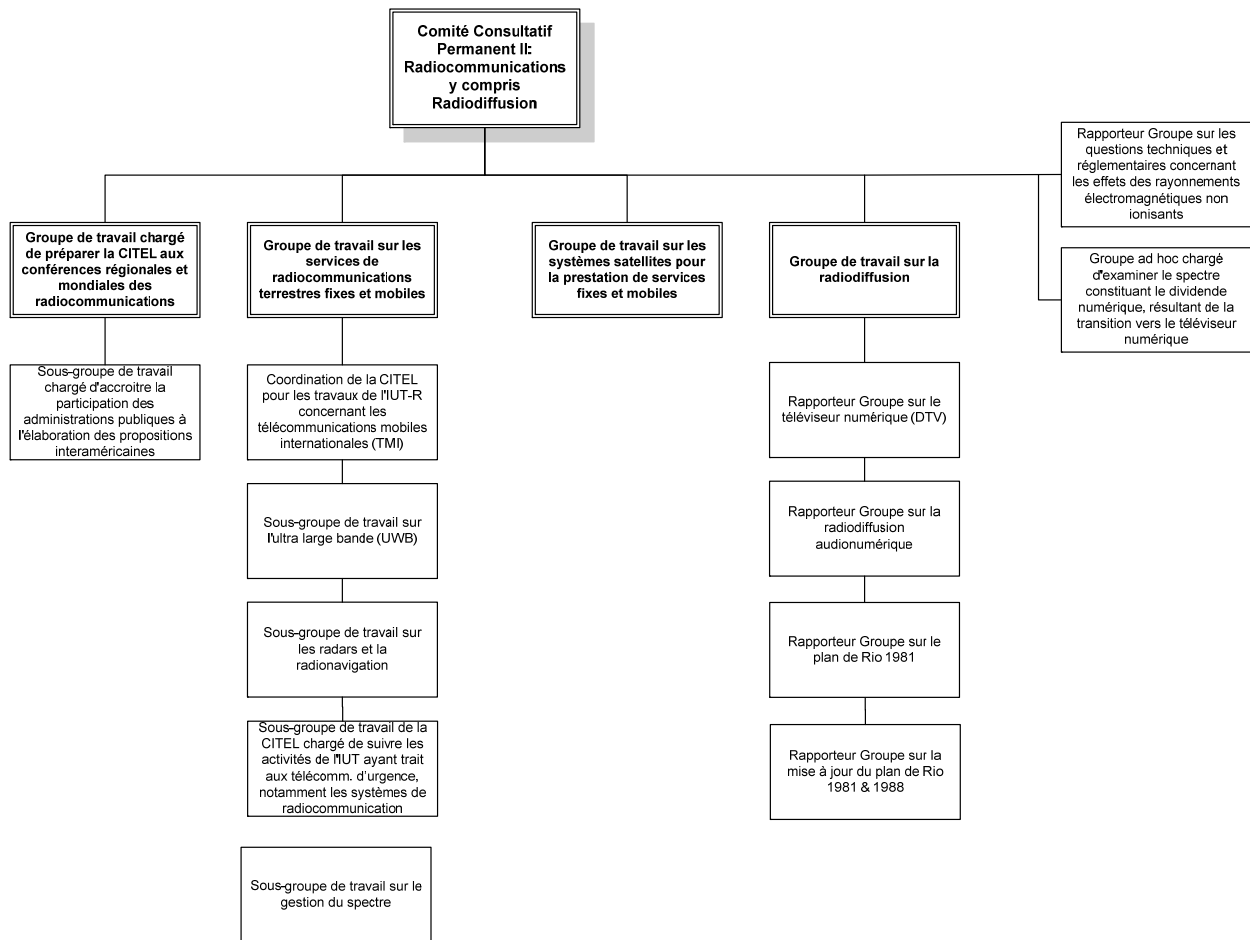 Comité Consultatif
Permanent II:
Radiocommunications
y compris
Radiodiffusion
Rapporteur Groupe sur les
questions techniques et
réglementaires concernant
les effets des rayonnements
électromagnétiques non
ionisants
Groupe ad hoc chargé
d'examiner le spectre
constituant le dividende
numérique, résultant de la
transition vers le téléviseur
numérique
Groupe de travail chargé
de préparer la CITEL aux
conférences régionales et
mondiales des
radiocommunications
Sous-groupe de travail
chargé d'accroitre la
participation des
administrations publiques à
l'élaboration des propositions
interaméricaines
Groupe de travail sur les
services de
radiocommunications
terrestres fixes et mobiles
Coordination de la CITEL
pour les travaux de l'IUT-R
concernant les
télécommunications mobiles
internationales (TMI)
Sous-groupe de travail sur
l'ultra large bande (UWB)
Sous-groupe de travail sur
les radars et la
radionavigation
Sous-groupe de travail de la
CITEL chargé de suivre les
activités de l'IUT ayant trait
aux télécomm. d'urgence,
notamment les systèmes de
radiocommunication
Sous-groupe de travail sur le
gestion du spectre
Groupe de travail sur les
systèmes satellites pour
la prestation de services
fixes et mobiles
Groupe de travail sur la
radiodiffusion
Rapporteur Groupe sur le
téléviseur numérique (DTV)
Rapporteur Groupe sur la
radiodiffusion
audionumérique
Rapporteur Groupe sur le
plan de Rio 1981
Rapporteur Groupe sur la
mise à jour du plan de Rio
1981 & 1988